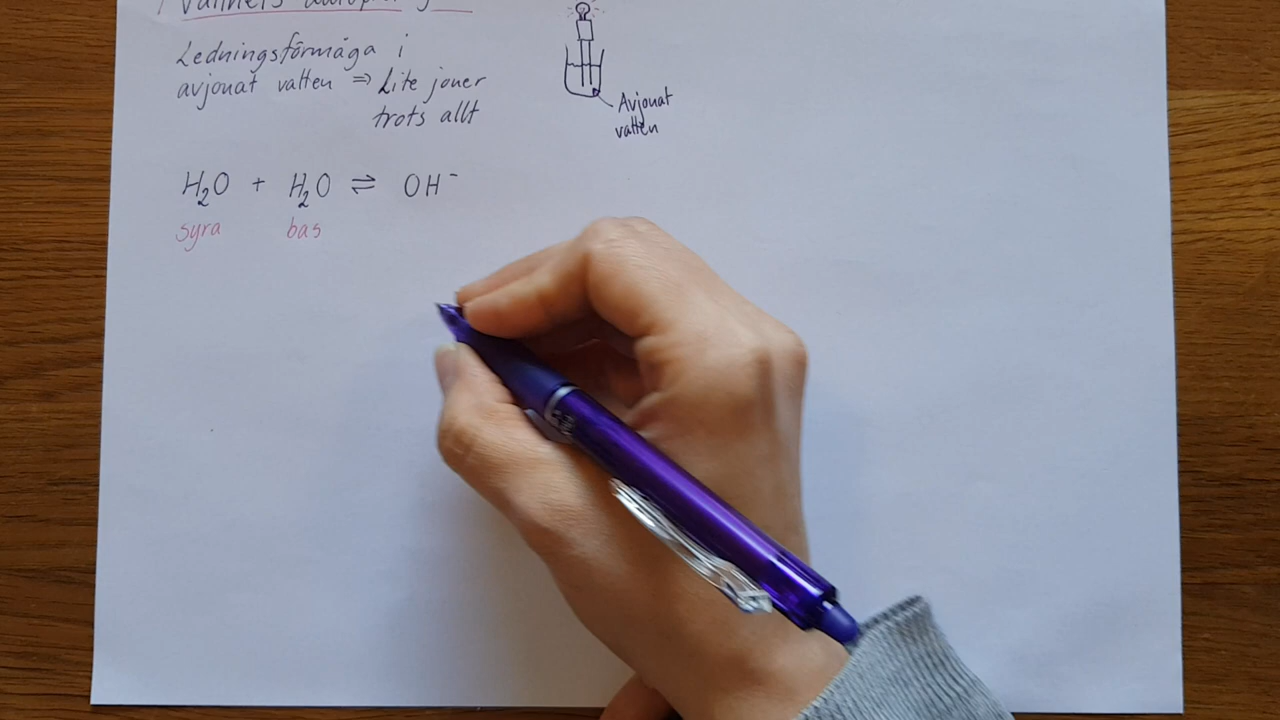 Ledningsförmåga i
avjonat vatten ⇒ Lite joner
trots allt
Avjonat
vatten
H₂O + H₂O ⇌ OH⁻
syra bas